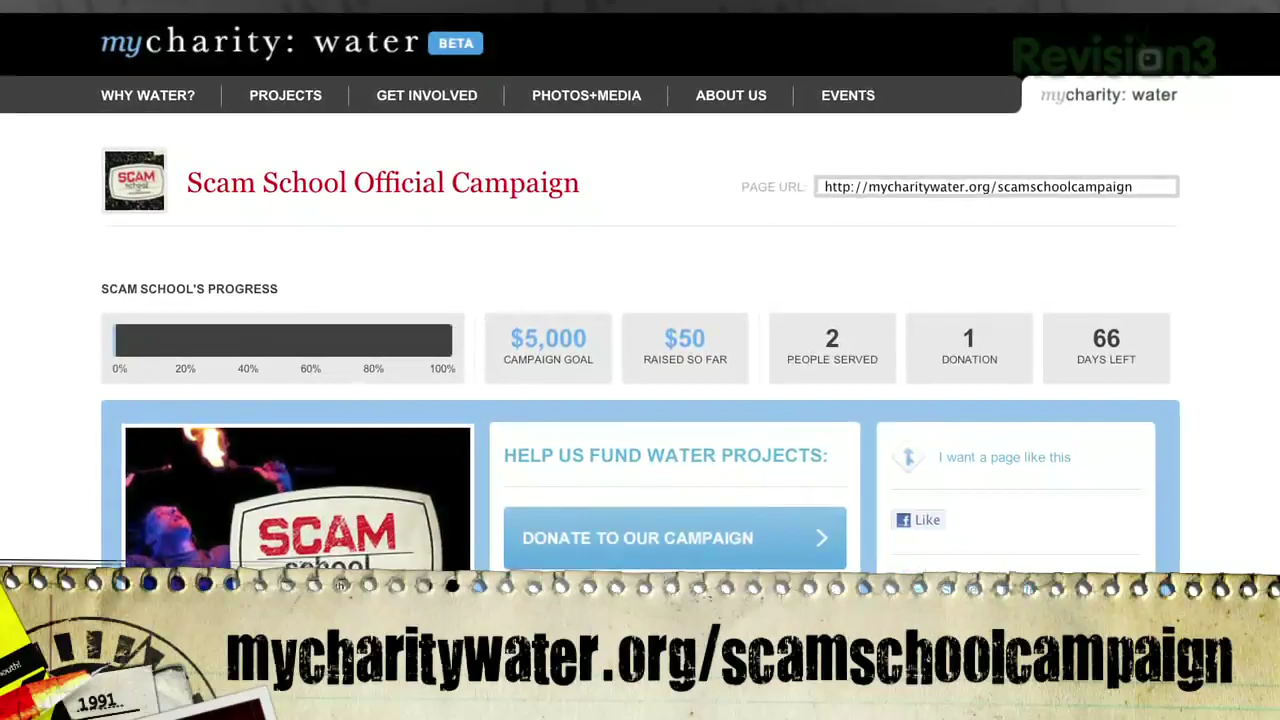 mycharity: water BETA
Revision3
WHY WATER? PROJECTS GET INVOLVED PHOTOS+MEDIA ABOUT US EVENTS mycharity: water
SCAM
school
Scam School Official Campaign
PAGE URL: http://mycharitywater.org/scamschoolcampaign
SCAM SCHOOL'S PROGRESS
$5,000 $50 2 1 66
CAMPAIGN GOAL RAISED SO FAR PEOPLE SERVED DONATION DAYS LEFT
0% 20% 40% 60% 80% 100%
HELP US FUND WATER PROJECTS:
I want a page like this
SCAM
school
DONATE TO OUR CAMPAIGN
Like
mycharitywater.org/scamschoolcampaign
1991